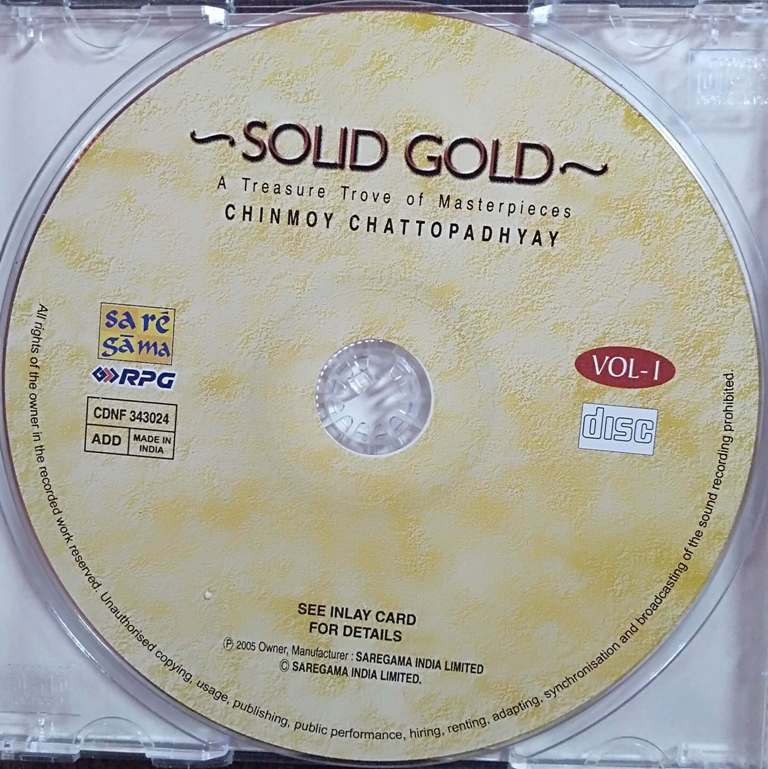 ~SOLID GOLD~
A Treasure Trove of Masterpieces
CHINMOY CHATTOPADHYAY
sa rē
gāma
RPG
CDNF 343024
ADD
MADE IN
INDIA
VOL-1
disc
SEE INLAY CARD
FOR DETAILS
℗ 2005 Owner, Manufacturer : SAREGAMA INDIA LIMITED
© SAREGAMA INDIA LIMITED.
All rights of the owner in the recorded work reserved. Unauthorised copying, usage, publishing, public performance, hiring, renting, adapting, synchronisation and broadcasting of the sound recording prohibited.